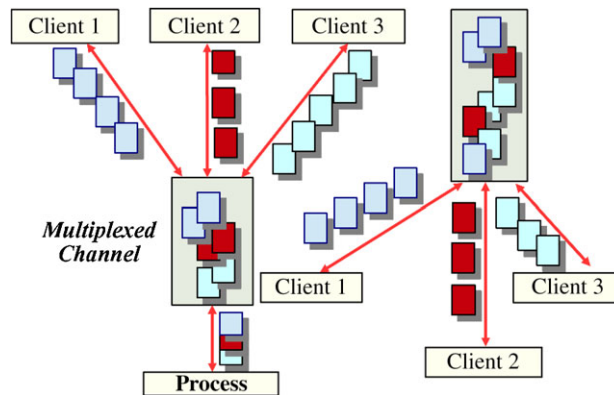 Client 1
Client 2
Client 3
Multiplexed
Channel
Client 1
Client 3
Client 2
Process